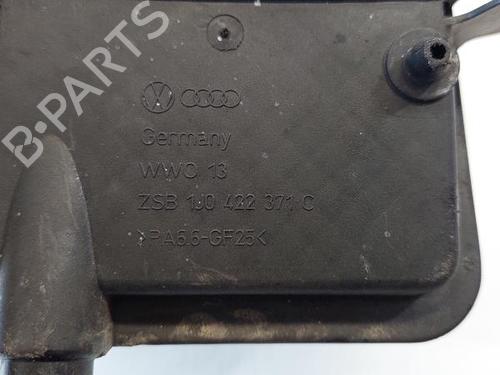 B-PARTS
Germany
WWC 13
ZSB 1J0 422 371 C
>PA6.6-GF25<